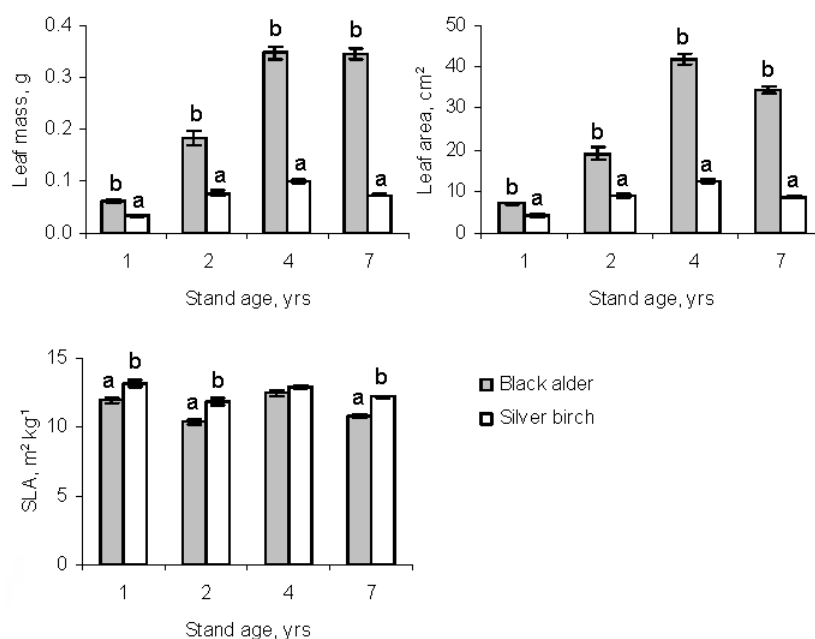 Leaf mass, g
0.4
0.3
0.2
0.1
0.0
b a b a b a b a
1 2 4 7
Stand age, yrs
Leaf area, cm²
50
40
30
20
10
0
b a b a b a b a
1 2 4 7
Stand age, yrs
SLA, m² kg⁻¹
15
10
5
0
a b a b a b
1 2 4 7
Stand age, yrs
Black alder
Silver birch